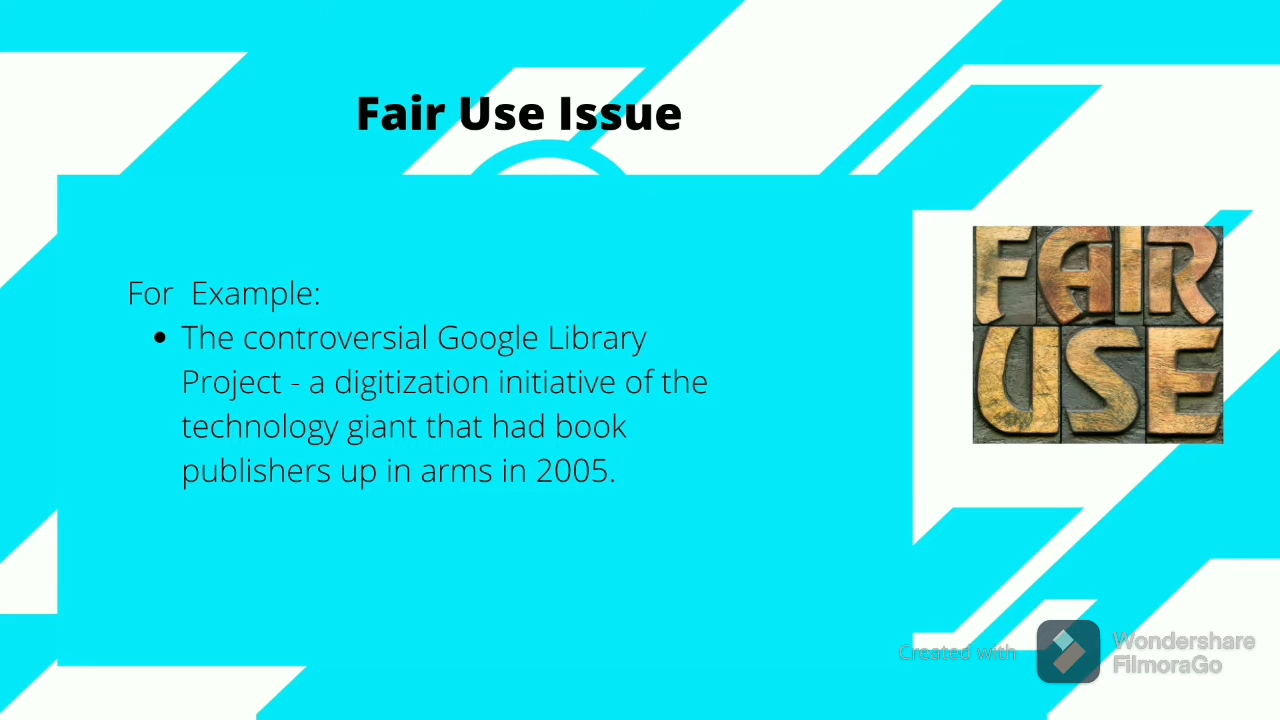 Fair Use Issue
For Example:
• The controversial Google Library
Project - a digitization initiative of the
technology giant that had book
publishers up in arms in 2005.
FAIR
USE
Created with
Wondershare
FilmoraGo